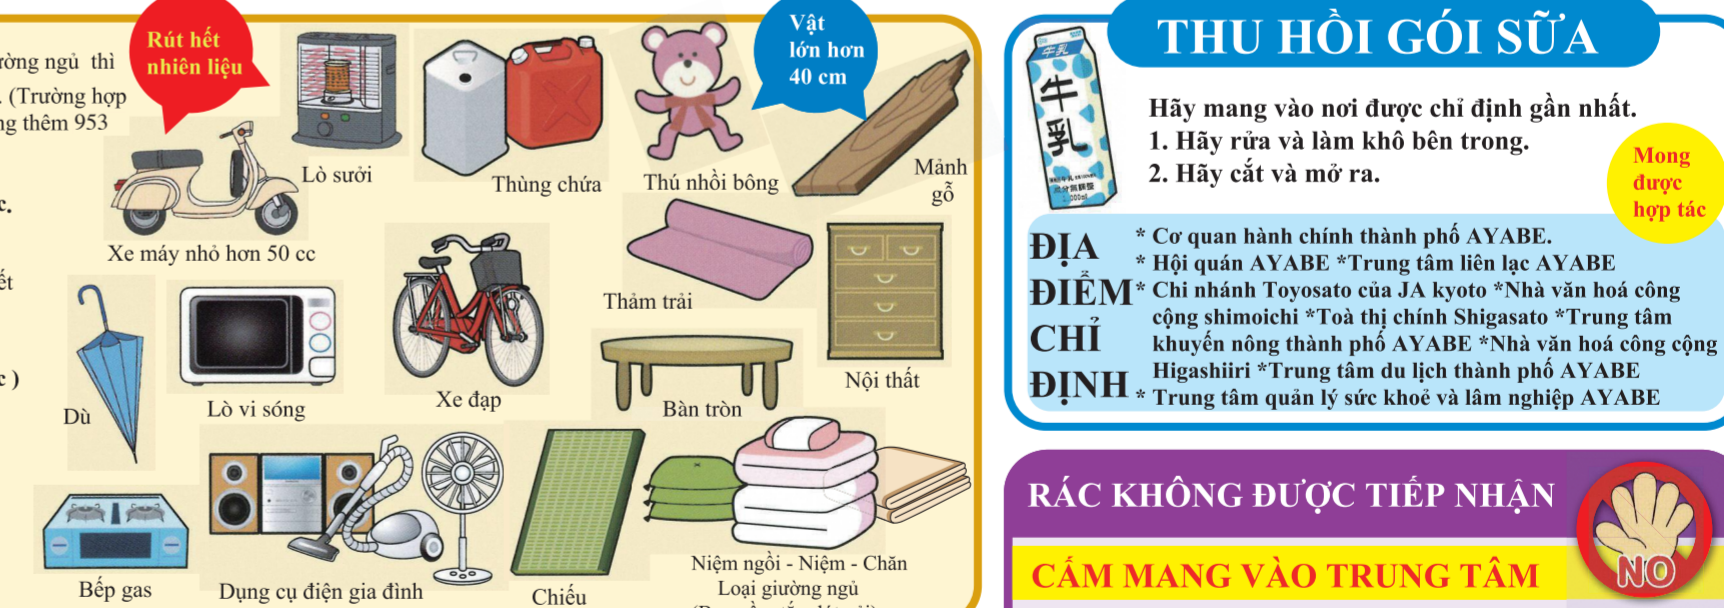 Rút hết
nhiên liệu
Vật
lớn hơn
40 cm
ường ngủ thì
. (Trường hợp
ng thêm 953
c.
ết
c )
Lò sưởi
Thùng chứa
Thú nhồi bông
Mảnh
gỗ
Xe máy nhỏ hơn 50 cc
Thảm trải
Dù
Lò vi sóng
Xe đạp
Bàn tròn
Nội thất
Bếp gas
Dụng cụ điện gia đình
Chiếu
Niệm ngồi - Niệm - Chăn
Loại giường ngủ
THU HỒI GÓI SỮA
牛乳
牛乳
Hãy mang vào nơi được chỉ định gần nhất.
1. Hãy rửa và làm khô bên trong.
2. Hãy cắt và mở ra.
Mong
được
hợp tác
ĐỊA
ĐIỂM
CHỈ
ĐỊNH
* Cơ quan hành chính thành phố AYABE.
* Hội quán AYABE *Trung tâm liên lạc AYABE
* Chi nhánh Toyosato của JA kyoto *Nhà văn hoá công
cộng shimoichi *Toà thị chính Shigasato *Trung tâm
khuyến nông thành phố AYABE *Nhà văn hoá công cộng
Higashiiri *Trung tâm du lịch thành phố AYABE
* Trung tâm quản lý sức khoẻ và lâm nghiệp AYABE
RÁC KHÔNG ĐƯỢC TIẾP NHẬN
CẤM MANG VÀO TRUNG TÂM
NO